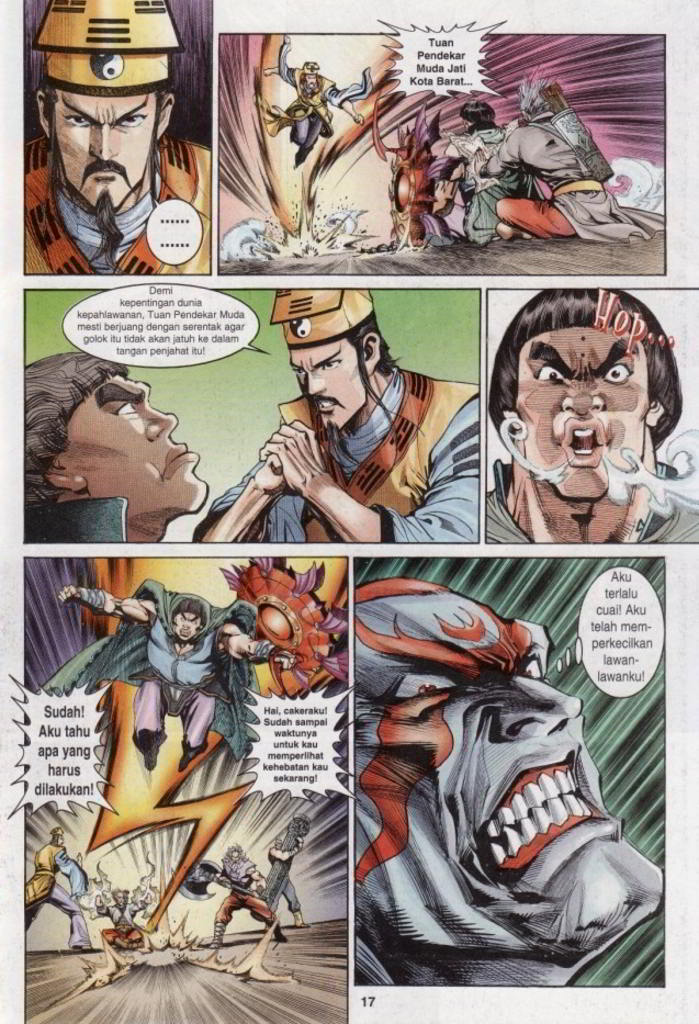 ......
......
Tuan
Pendekar
Muda Jati
Kota Barat...
Demi
kepentingan dunia
kepahlawanan, Tuan Pendekar Muda
mesti berjuang dengan serentak agar
golok itu tidak akan jatuh ke dalam
tangan penjahat itu!
Hop...
Sudah!
Aku tahu
apa yang
harus
dilakukan!
Hai, cakeraku!
Sudah sampai
waktunya
untuk kau
memperlihat
kehebatan kau
sekarang!
Aku
terlalu
cuai! Aku
telah mem-
perkecilkan
lawan-
lawanku!
17